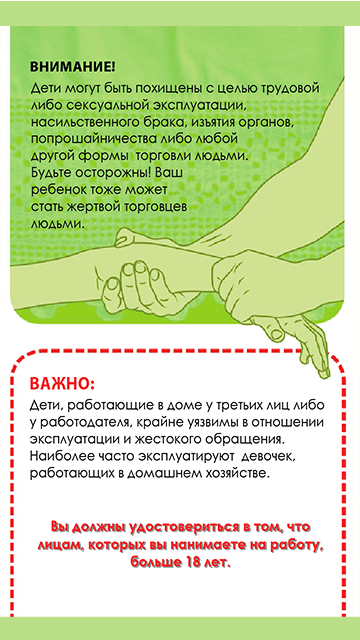 ВНИМАНИЕ!
Дети могут быть похищены с целью трудовой
либо сексуальной эксплуатации,
насильственного брака, изъятия органов,
попрошайничества либо любой
другой формы торговли людьми.
Будьте осторожны! Ваш
ребенок тоже может
стать жертвой торговцев
людьми.
ВАЖНО:
Дети, работающие в доме у третьих лиц либо
у работодателя, крайне уязвимы в отношении
эксплуатации и жестокого обращения.
Наиболее часто эксплуатируют девочек,
работающих в домашнем хозяйстве.
Вы должны удостовериться в том, что
лицам, которых вы нанимаете на работу,
больше 18 лет.